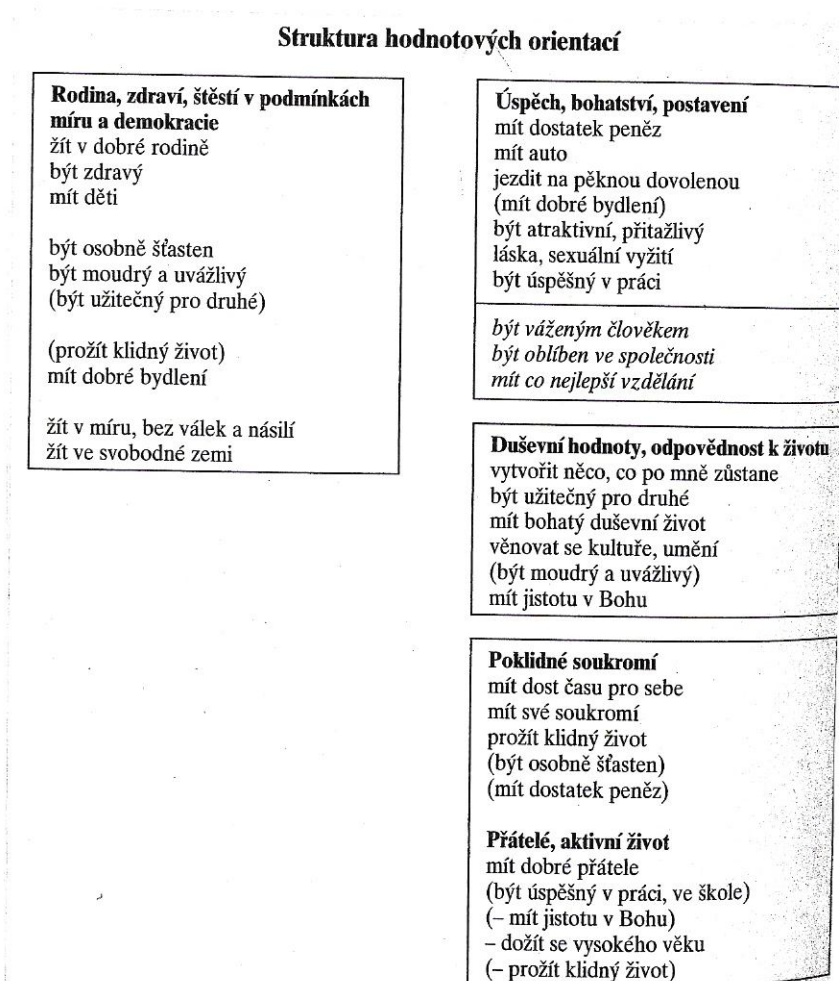 Struktura hodnotových orientací
Rodina, zdraví, štěstí v podmínkách
míru a demokracie
žít v dobré rodině
být zdravý
mít děti
být osobně šťasten
být moudrý a uvážlivý
(být užitečný pro druhé)
(prožít klidný život)
mít dobré bydlení
žít v míru, bez válek a násilí
žít ve svobodné zemi
Úspěch, bohatství, postavení
mít dostatek peněz
mít auto
jezdit na pěknou dovolenou
(mít dobré bydlení)
být atraktivní, přitažlivý
láska, sexuální vyžití
být úspěšný v práci
být váženým člověkem
být oblíben ve společnosti
mít co nejlepší vzdělání
Duševní hodnoty, odpovědnost k životu
vytvořit něco, co po mně zůstane
být užitečný pro druhé
mít bohatý duševní život
věnovat se kultuře, umění
(být moudrý a uvážlivý)
mít jistotu v Bohu
Poklidné soukromí
mít dost času pro sebe
mít své soukromí
prožít klidný život
(být osobně šťasten)
(mít dostatek peněz)
Přátelé, aktivní život
mít dobré přátele
(být úspěšný v práci, ve škole)
(– mít jistotu v Bohu)
– dožít se vysokého věku
(– prožít klidný život)